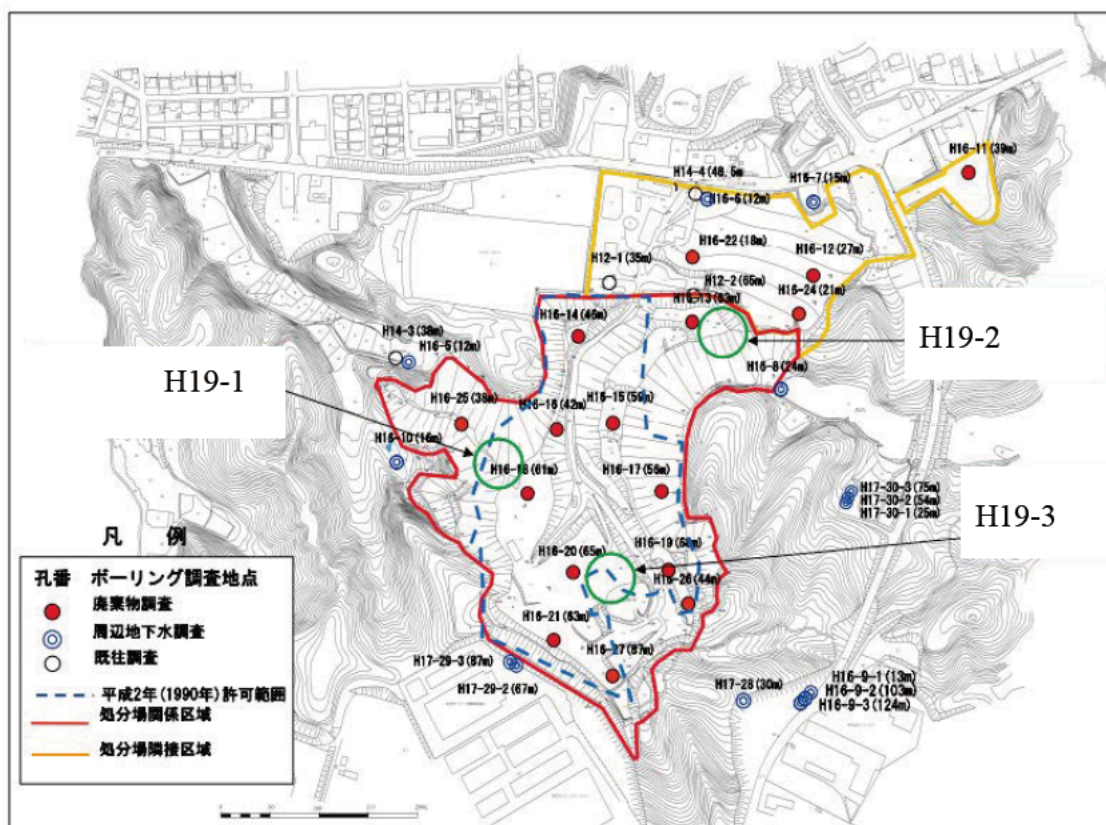 H16-11 (39m)
H14-4 (48.5m
H16-7 (15m)
H16-6 (12m)
H16-22 (18m)
H16-12 (27m)
H12-1 (35m)
H12-2 (65m)
H16-24 (21m)
H16-13 (63m)
H16-14 (46m)
H19-2
H14-3 (38m)
H16-5 (12m)
H16-8 (24m)
H19-1
H16-25 (38m)
H16-16 (42m)
H16-15 (59m)
H16-10 (16m)
H16-18 (61m)
H16-17 (56m)
H17-30-3 (75m)
H17-30-2 (54m)
H17-30-1 (25m)
H19-3
H16-20 (65m)
H16-19 (68m)
H16-26 (44m)
H16-21 (63m)
H16-27 (67m)
H17-29-3 (87m)
H17-29-2 (67m)
H17-28 (30m)
H16-9-1 (13m)
H16-9-2 (103m)
H16-9-3 (124m)
凡 例
孔番 ボーリング調査地点
廃棄物調査
周辺地下水調査
既往調査
平成2年(1990年)許可範囲
処分場関係区域
処分場隣接区域